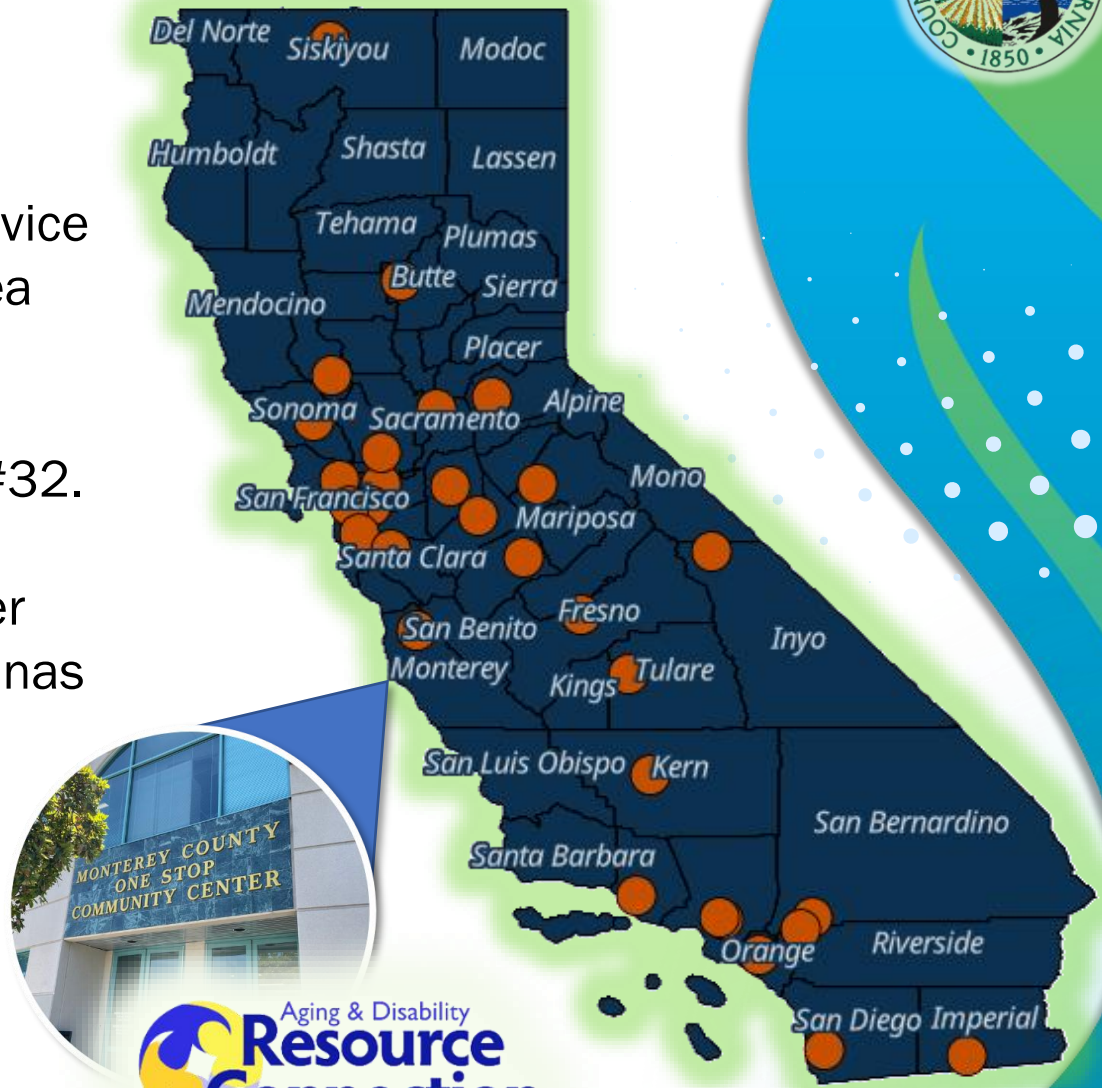 COUN
RNIA
• 1850 •
Del Norte
Siskiyou
Modoc
Humboldt
Shasta
Lassen
vice
Tehama
Plumas
ea
Butte
Sierra
Mendocino
Placer
Sonoma
Sacramento
Alpine
#32.
San Francisco
Mono
Mariposa
Santa Clara
er
San Benito
Fresno
Inyo
nas
Monterey
Kings
Tulare
San Luis Obispo
Kern
San Bernardino
MONTEREY COUNTY
ONE STOP
COMMUNITY CENTER
Santa Barbara
Orange
Riverside
San Diego
Imperial
Aging & Disability
Resource
Connection